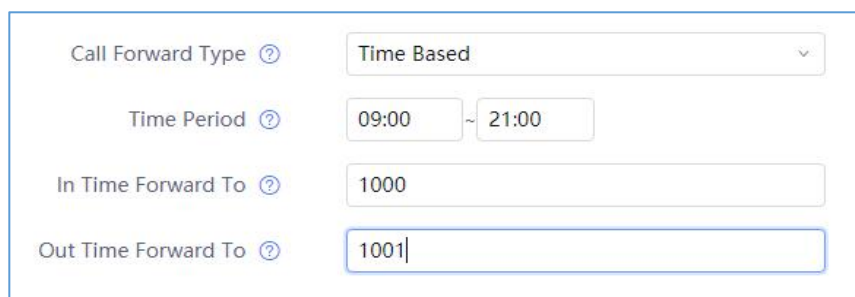 Call Forward Type Time Based
Time Period 09:00 ~ 21:00
In Time Forward To 1000
Out Time Forward To 1001